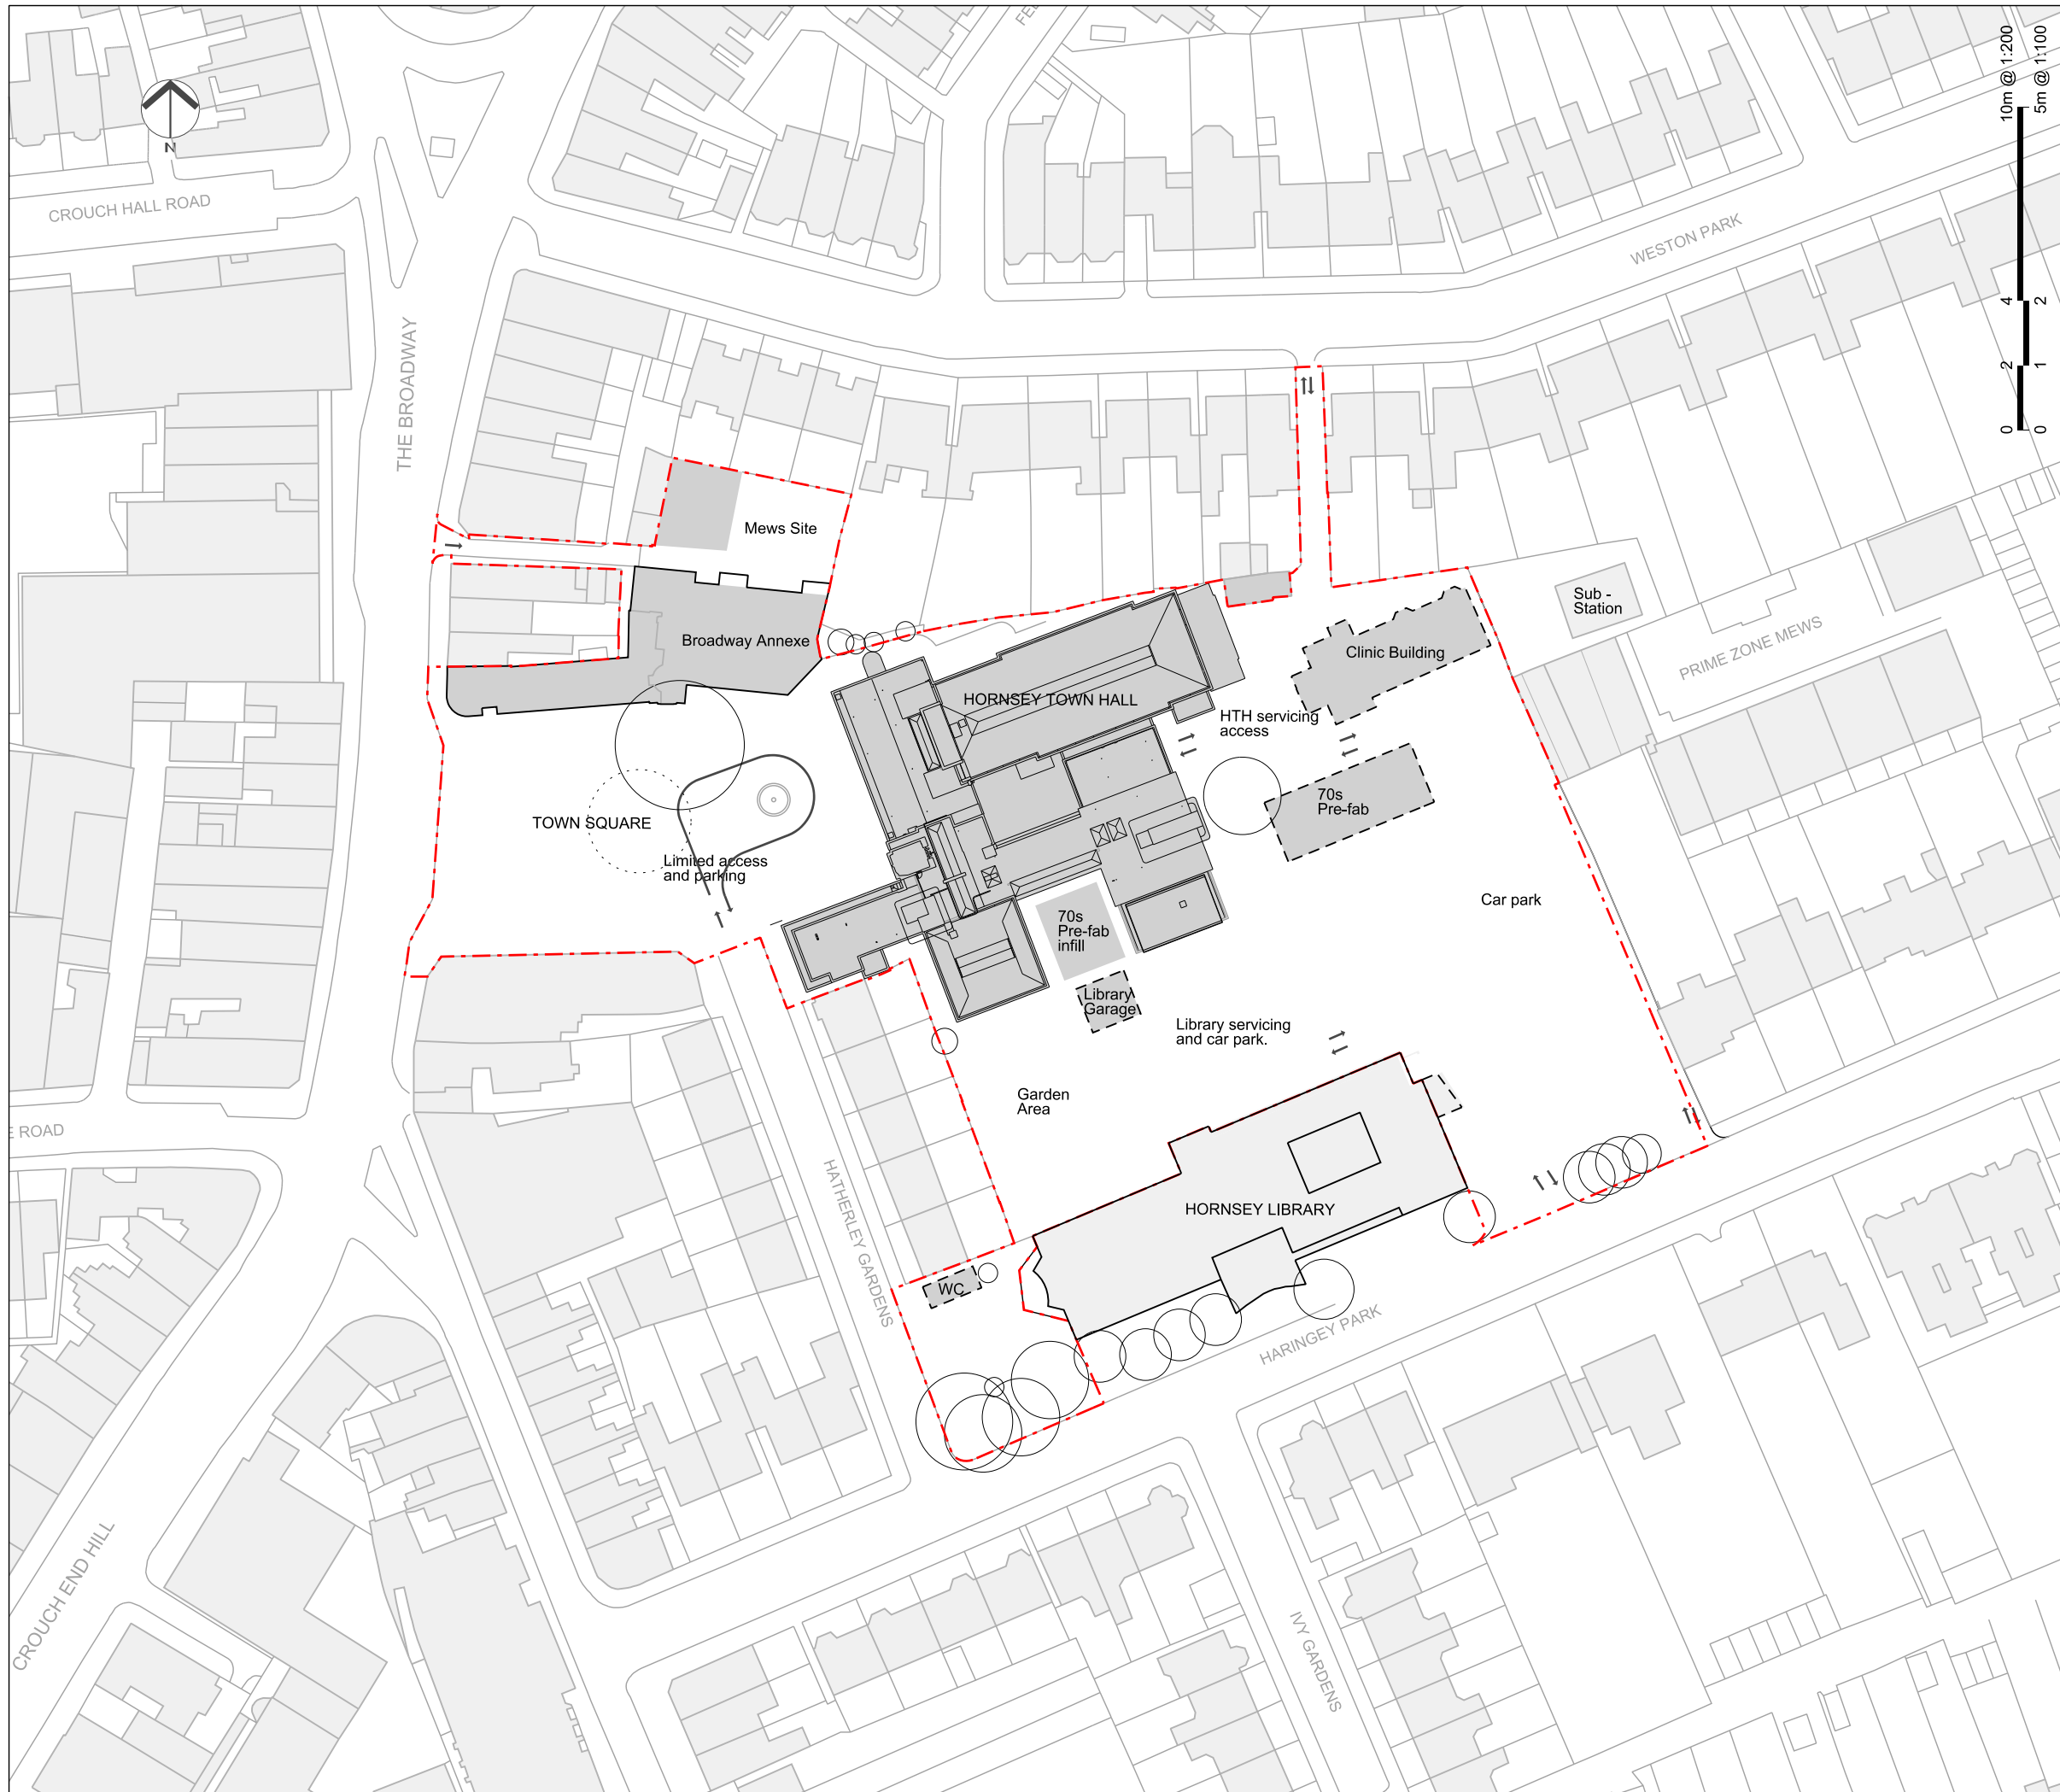 FE
10m @ 1:200
5m @ 1:100
N
CROUCH HALL ROAD
WESTON PARK
4
2
THE BROADWAY
2
1
0
0
Mews Site
Sub -
Station
Broadway Annexe
Clinic Building
PRIME ZONE MEWS
HORNSEY TOWN HALL
HTH servicing
access
70s
Pre-fab
TOWN SQUARE
Limited access
and parking
Car park
70s
Pre-fab
infill
Library
Garage
Library servicing
and car park.
Garden
Area
E ROAD
HATHERLEY GARDENS
HORNSEY LIBRARY
WC
HARINGEY PARK
CROUCH END HILL
IVY GARDENS